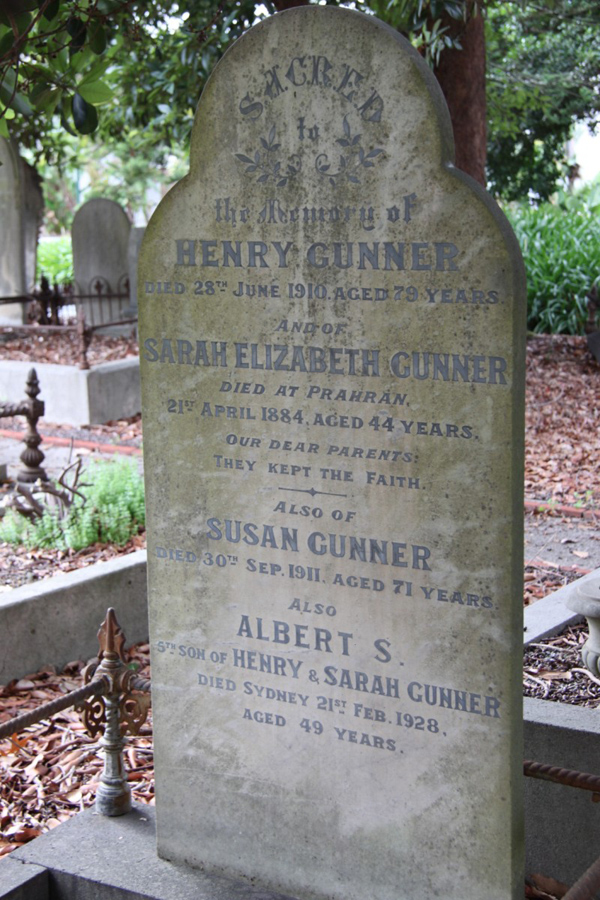 SACRED
to
the Memory of
HENRY GUNNER
DIED 28TH JUNE 1910, AGED 79 YEARS.
AND OF
SARAH ELIZABETH GUNNER
DIED AT PRAHRAN,
21ST APRIL 1884, AGED 44 YEARS.
OUR DEAR PARENTS:
THEY KEPT THE FAITH.
ALSO OF
SUSAN GUNNER
DIED 30TH SEP. 1911. AGED 71 YEARS.
ALSO
ALBERT S.
5TH SON OF HENRY & SARAH GUNNER
DIED SYDNEY 21ST FEB. 1928,
AGED 49 YEARS.